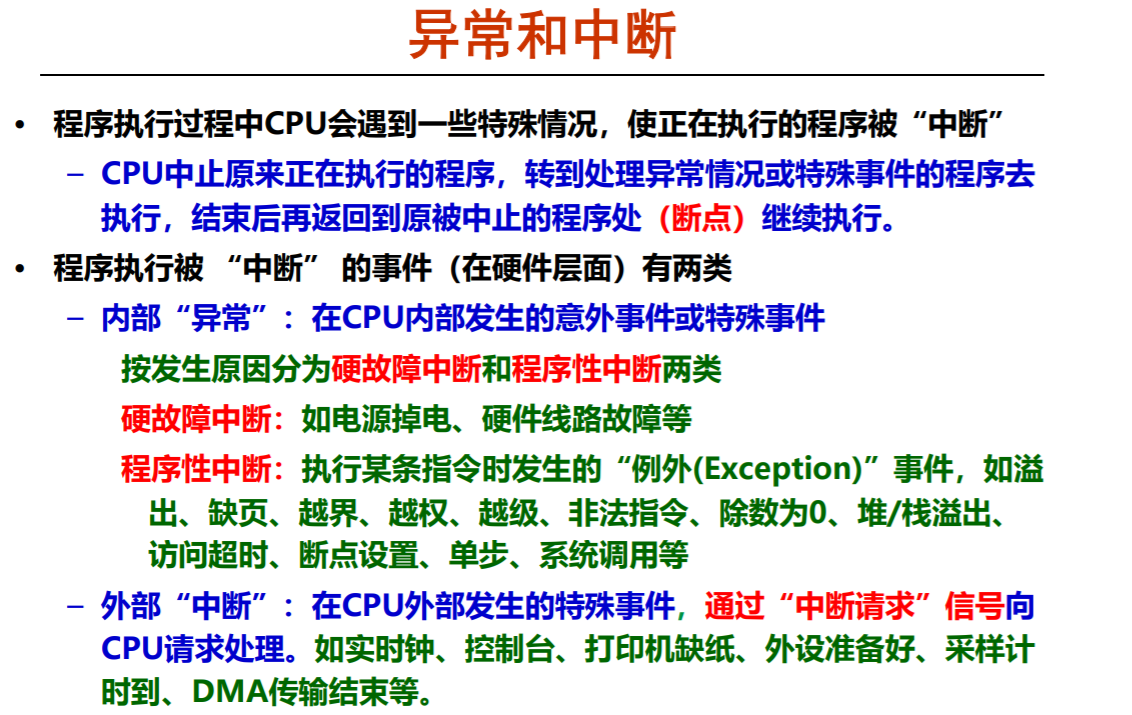 异常和中断
• 程序执行过程中CPU会遇到一些特殊情况，使正在执行的程序被“中断”
– CPU中止原来正在执行的程序，转到处理异常情况或特殊事件的程序去
执行，结束后再返回到原被中止的程序处（断点）继续执行。
• 程序执行被 “中断” 的事件（在硬件层面）有两类
– 内部“异常”：在CPU内部发生的意外事件或特殊事件
按发生原因分为硬故障中断和程序性中断两类
硬故障中断：如电源掉电、硬件线路故障等
程序性中断：执行某条指令时发生的“例外(Exception)”事件，如溢
出、缺页、越界、越权、越级、非法指令、除数为0、堆/栈溢出、
访问超时、断点设置、单步、系统调用等
– 外部“中断”：在CPU外部发生的特殊事件，通过“中断请求”信号向
CPU请求处理。如实时钟、控制台、打印机缺纸、外设准备好、采样计
时到、DMA传输结束等。